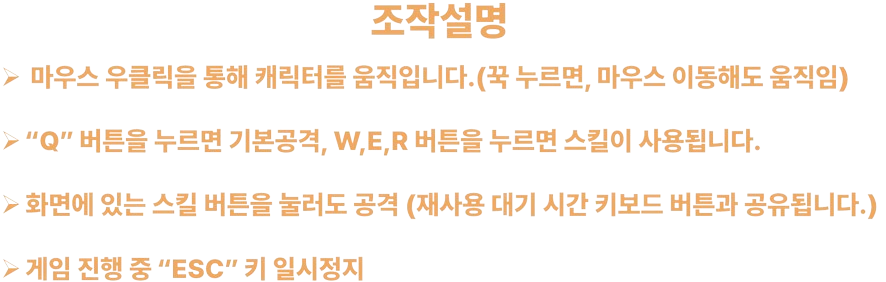 조작설명
➢ 마우스 우클릭을 통해 캐릭터를 움직입니다.(꾹 누르면, 마우스 이동해도 움직임)
➢ “Q” 버튼을 누르면 기본공격, W,E,R 버튼을 누르면 스킬이 사용됩니다.
➢ 화면에 있는 스킬 버튼을 눌러도 공격 (재사용 대기 시간 키보드 버튼과 공유됩니다.)
➢ 게임 진행 중 “ESC” 키 일시정지